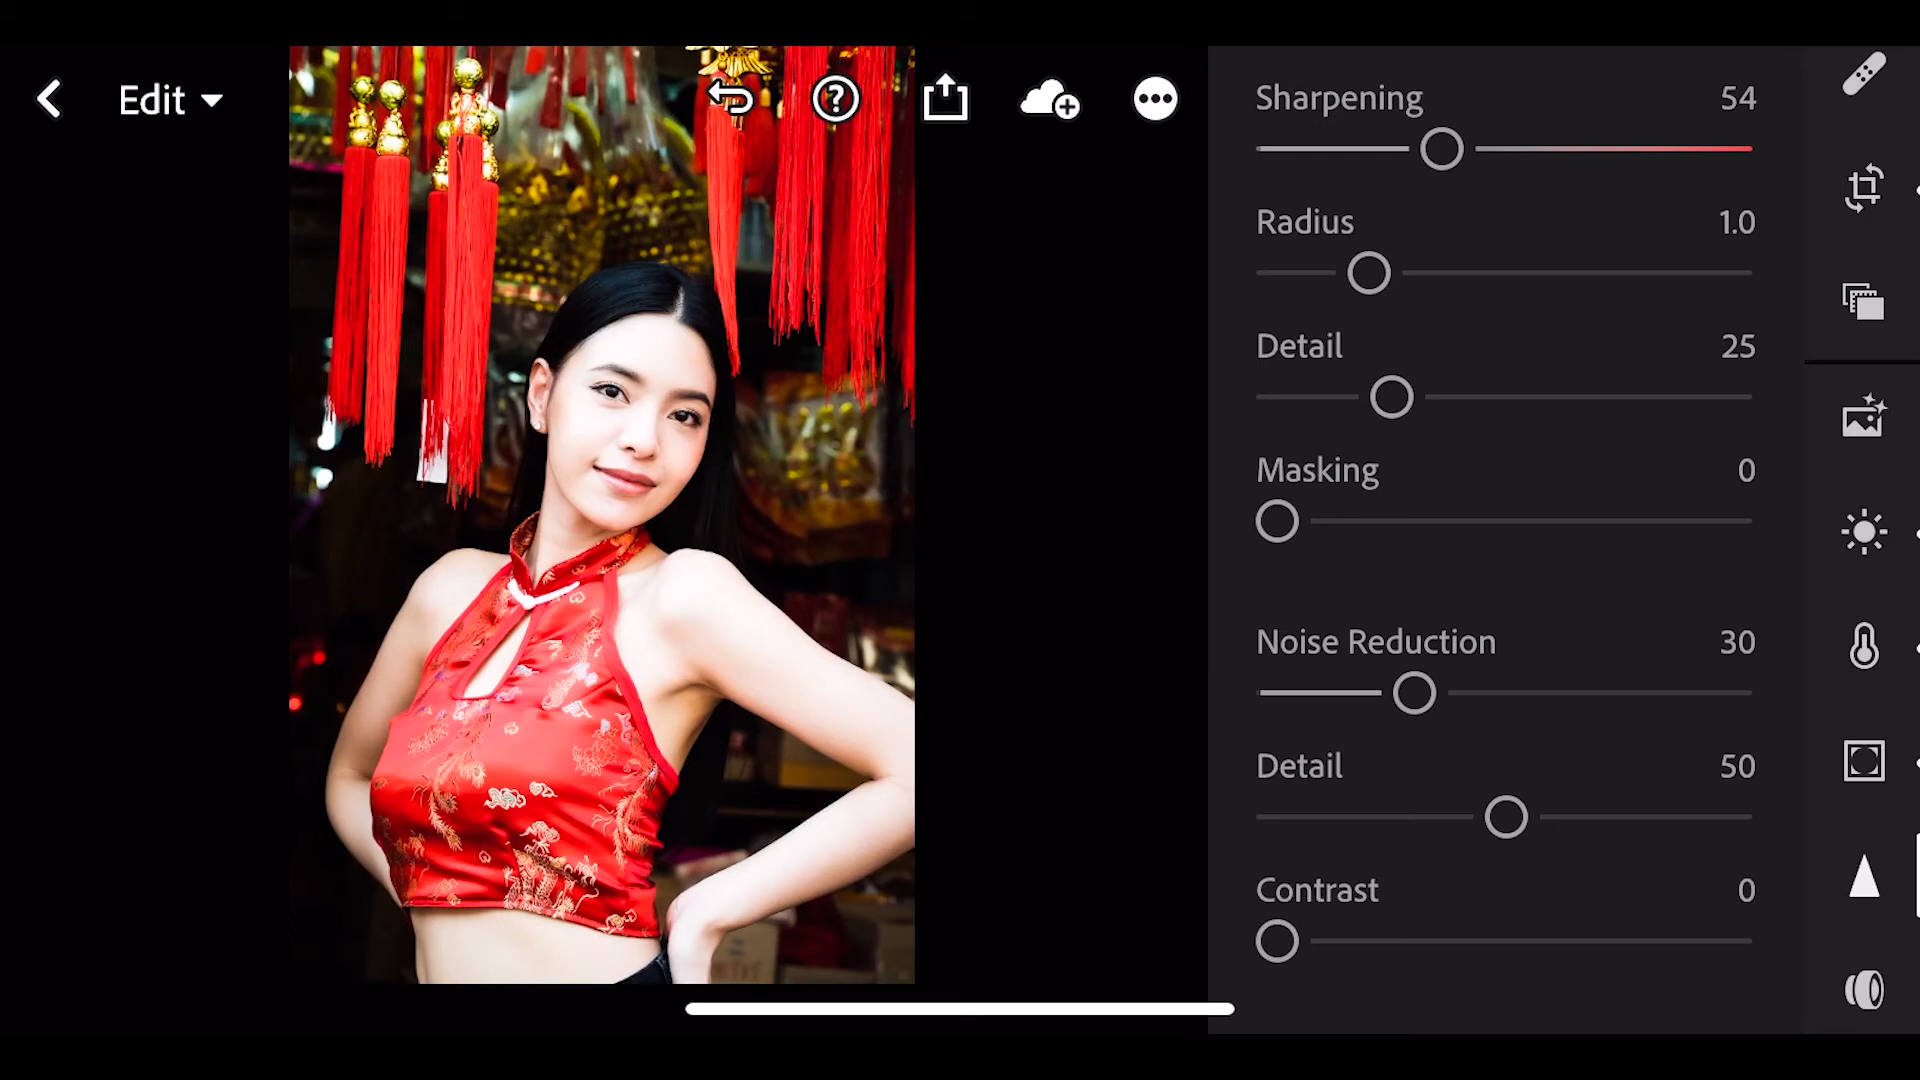 Edit
?
Sharpening 54
Radius 1.0
Detail 25
Masking 0
Noise Reduction 30
Detail 50
Contrast 0